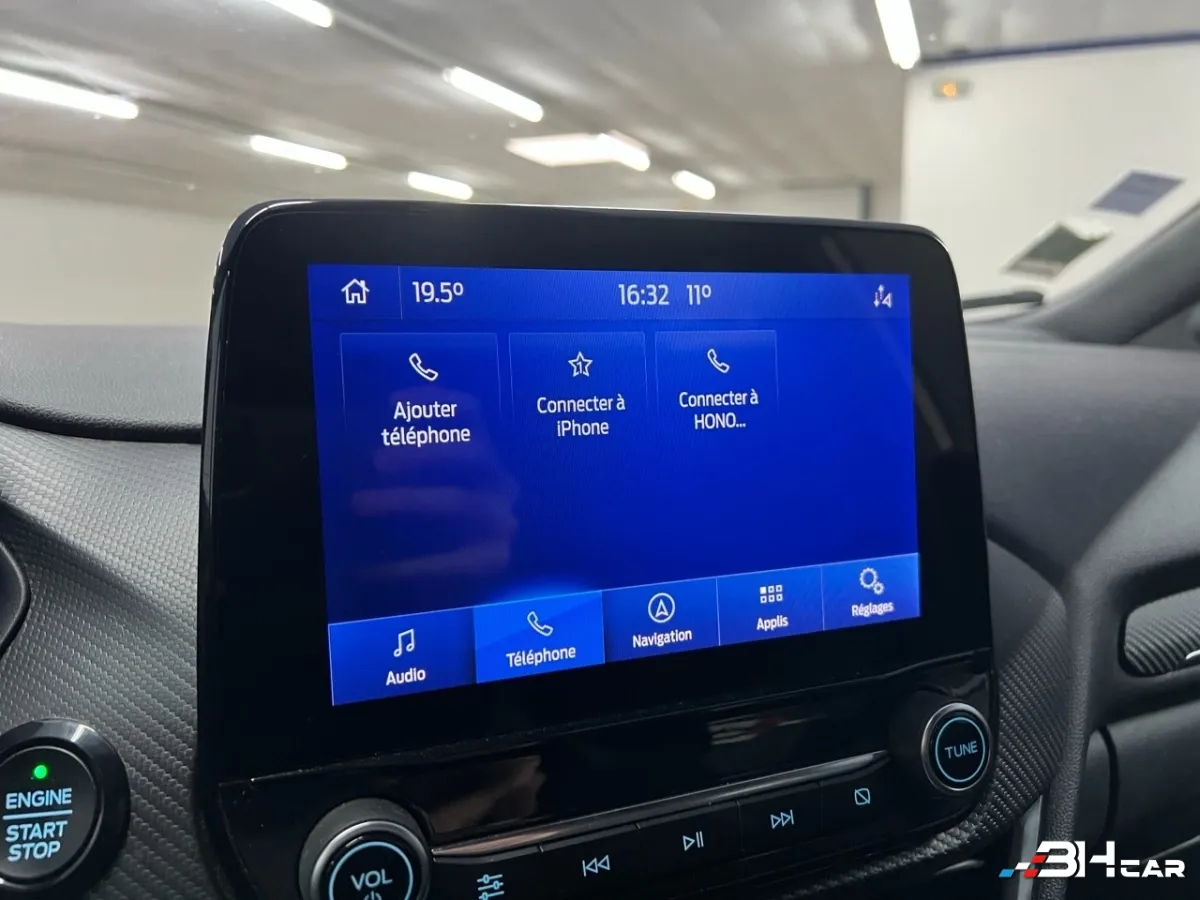 19.5° 16:32 11°
Ajouter
téléphone
Connecter à
iPhone
Connecter à
HONO...
Audio
Téléphone
Navigation
Applis
Réglages
ENGINE
START
STOP
VOL
TUNE
3HCAR